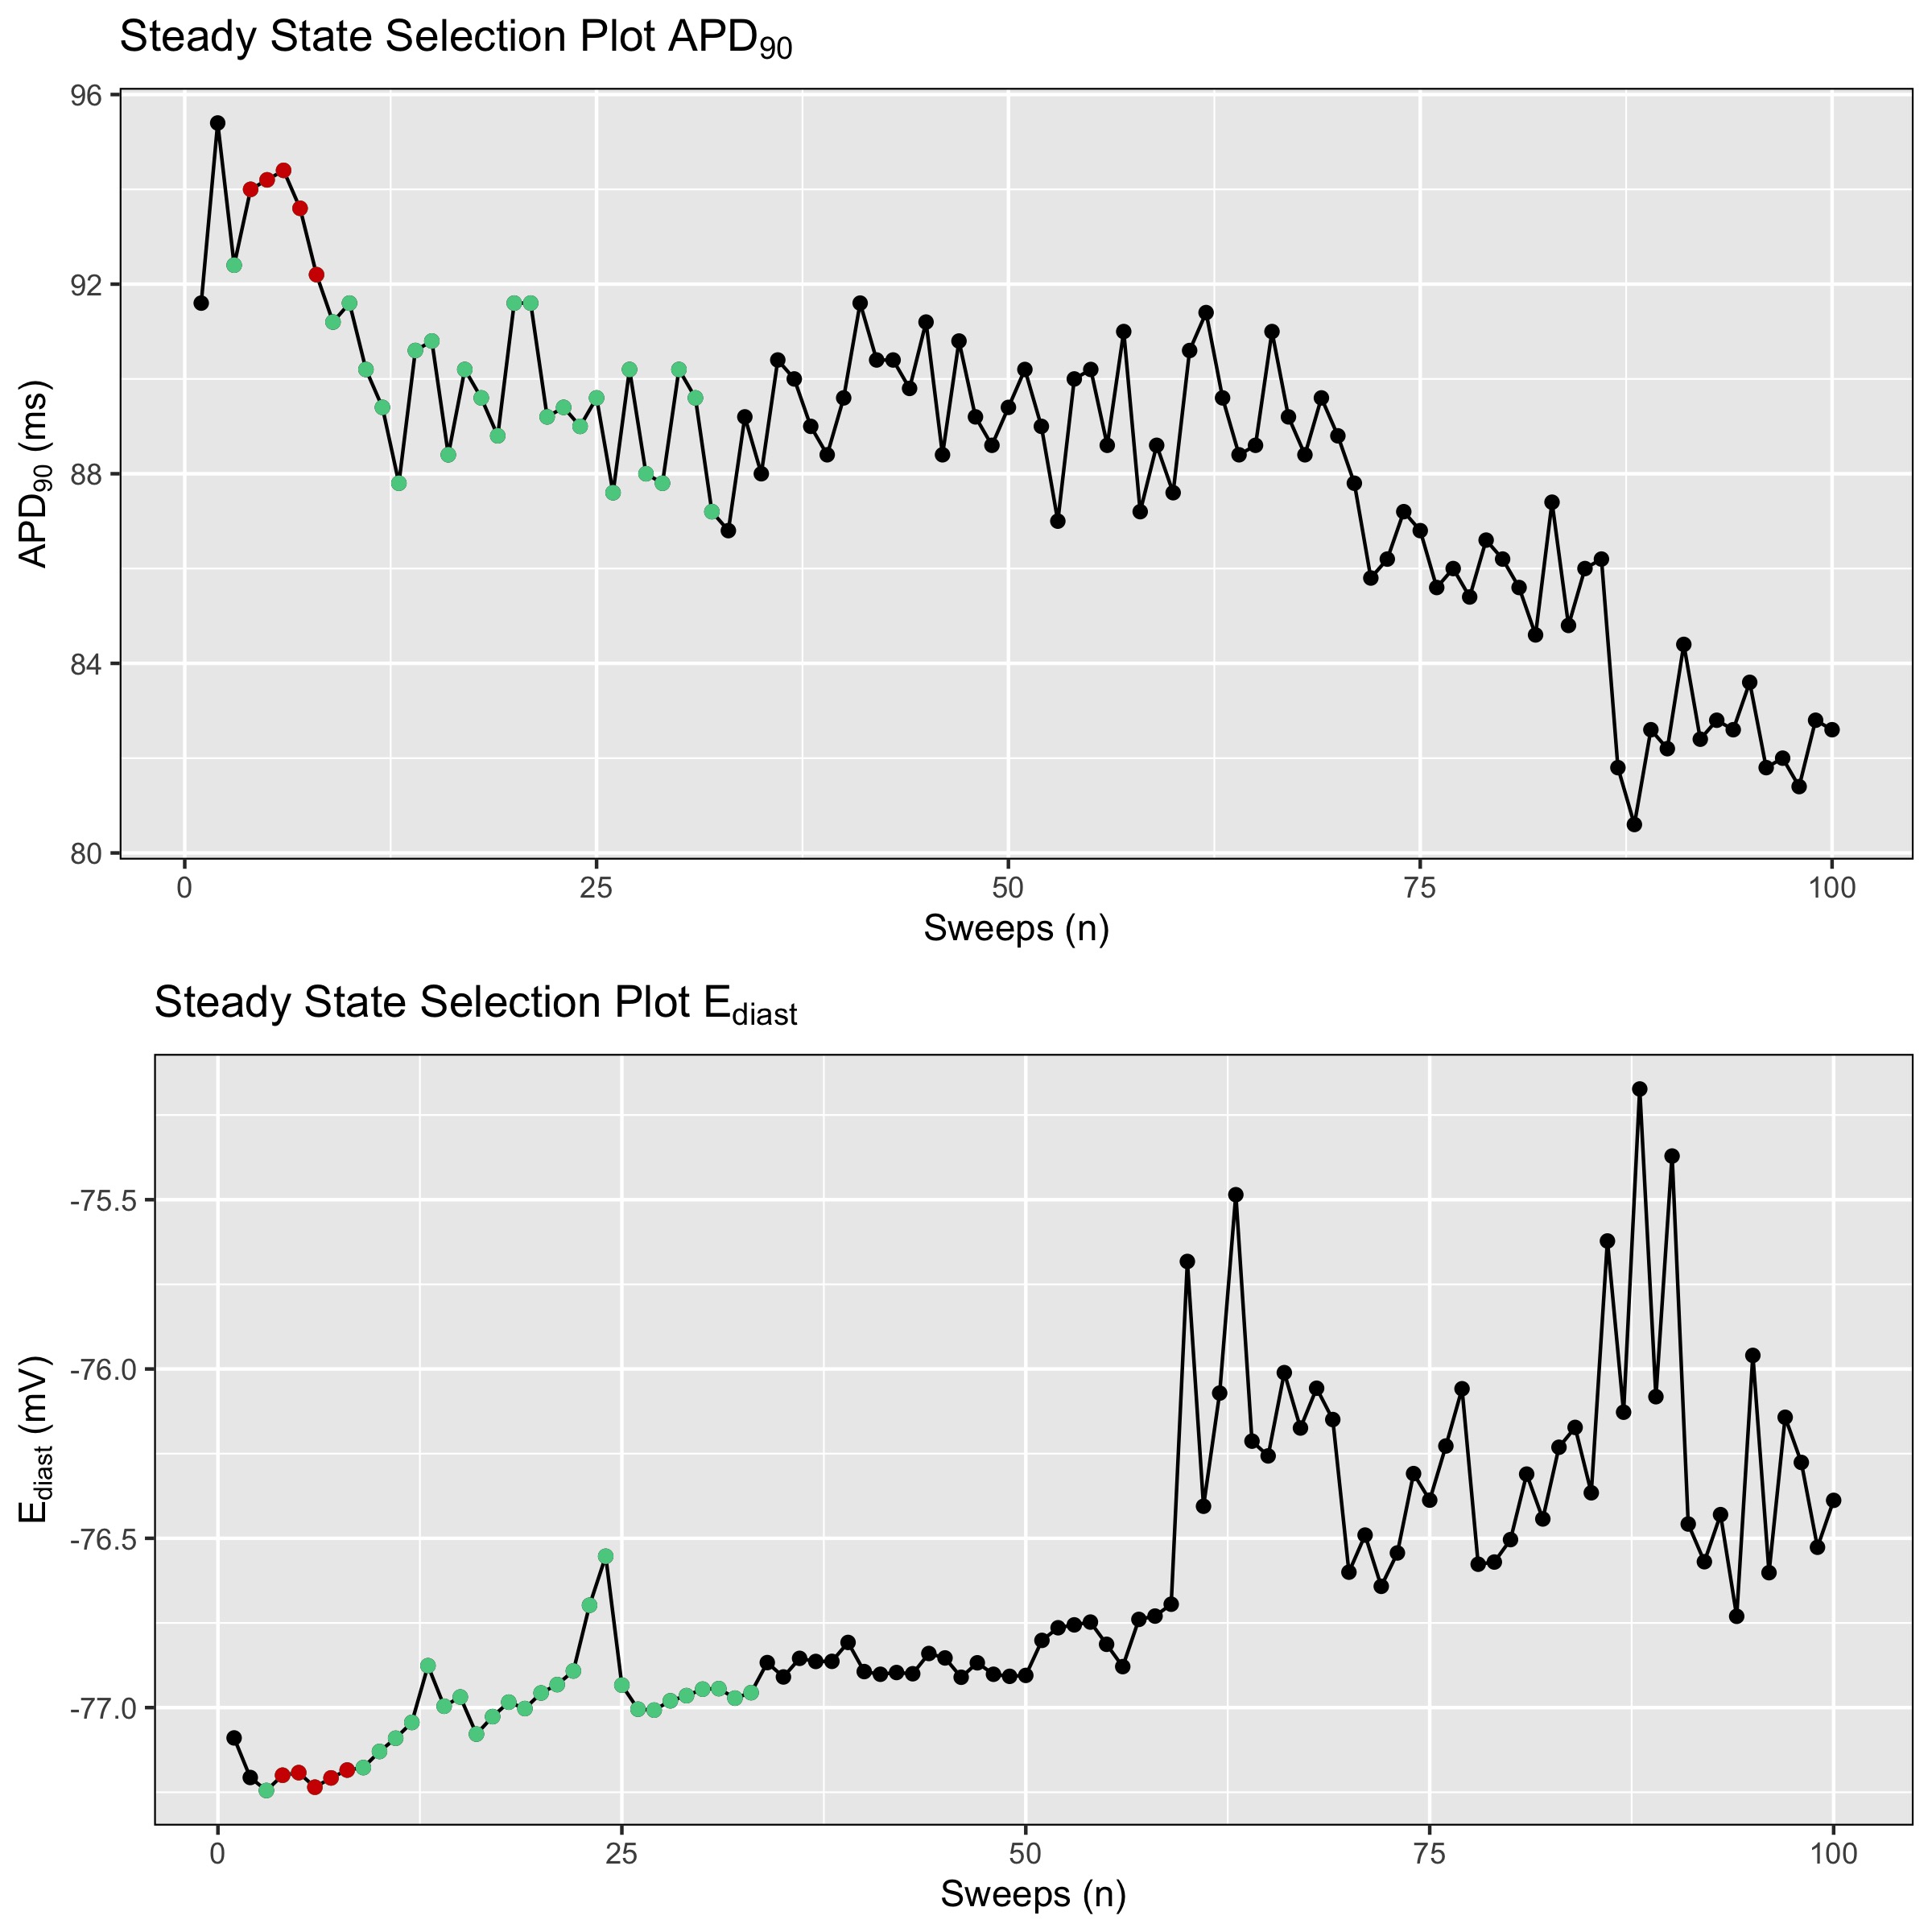 Steady State Selection Plot APD90
96
92
88
84
80
APD90 (ms)
0 25 50 75 100
Sweeps (n)
Steady State Selection Plot Ediast
-75.5
-76.0
-76.5
-77.0
Ediast (mV)
0 25 50 75 100
Sweeps (n)